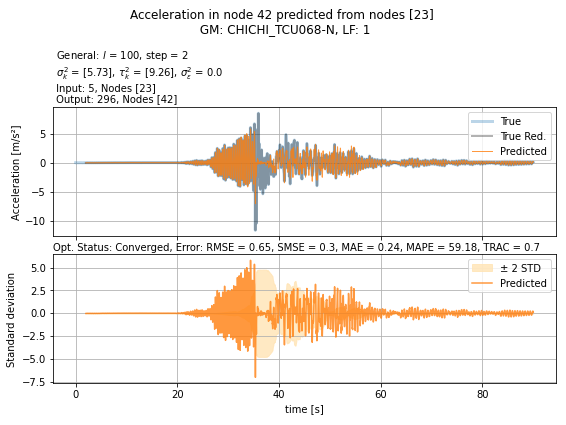 Acceleration in node 42 predicted from nodes [23]
GM: CHICHI_TCU068-N, LF: 1
General: l = 100, step = 2
σ²ₖ = [5.73], τ²ₖ = [9.26], σ²ε = 0.0
Input: 5, Nodes [23]
Output: 296, Nodes [42]
Acceleration [m/s²]
5
0
−5
−10
True
True Red.
Predicted
Opt. Status: Converged, Error: RMSE = 0.65, SMSE = 0.3, MAE = 0.24, MAPE = 59.18, TRAC = 0.7
Standard deviation
5.0
2.5
0.0
−2.5
−5.0
−7.5
± 2 STD
Predicted
0
20
40
60
80
time [s]